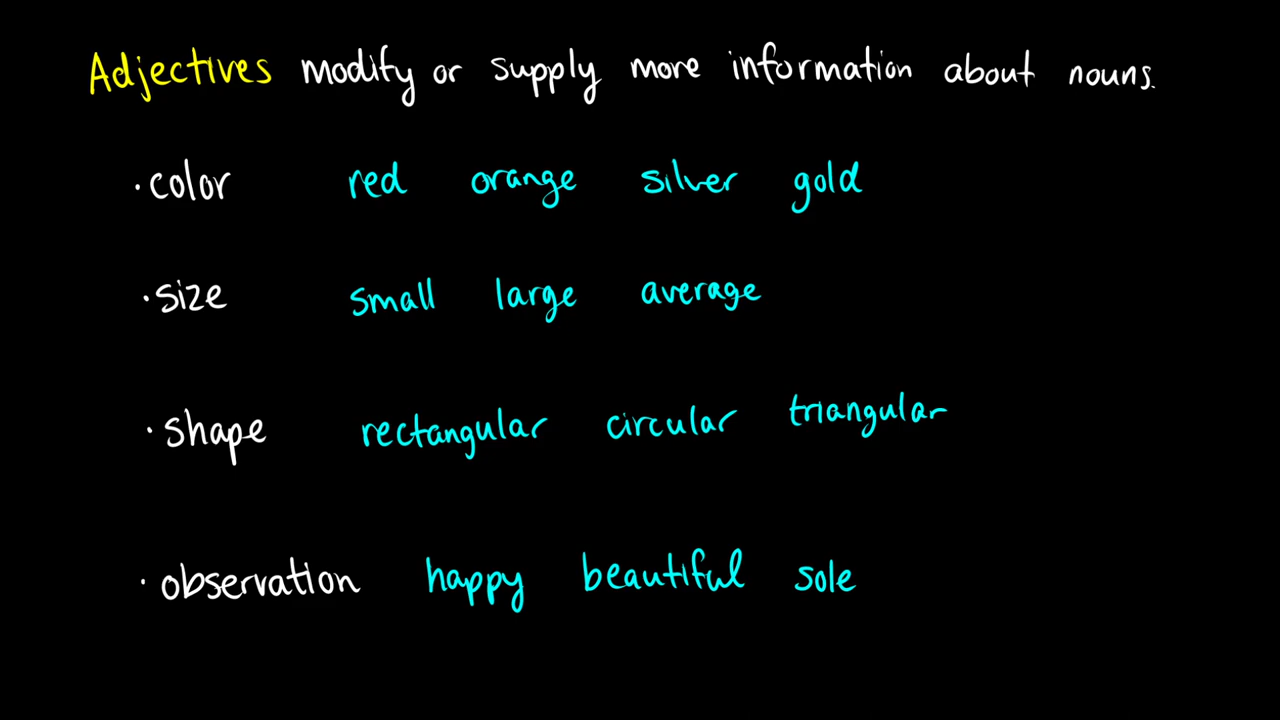 Adjectives modify or supply more information about nouns.
· color red orange silver gold
· size small large average
· shape rectangular circular triangular
· observation happy beautiful sole